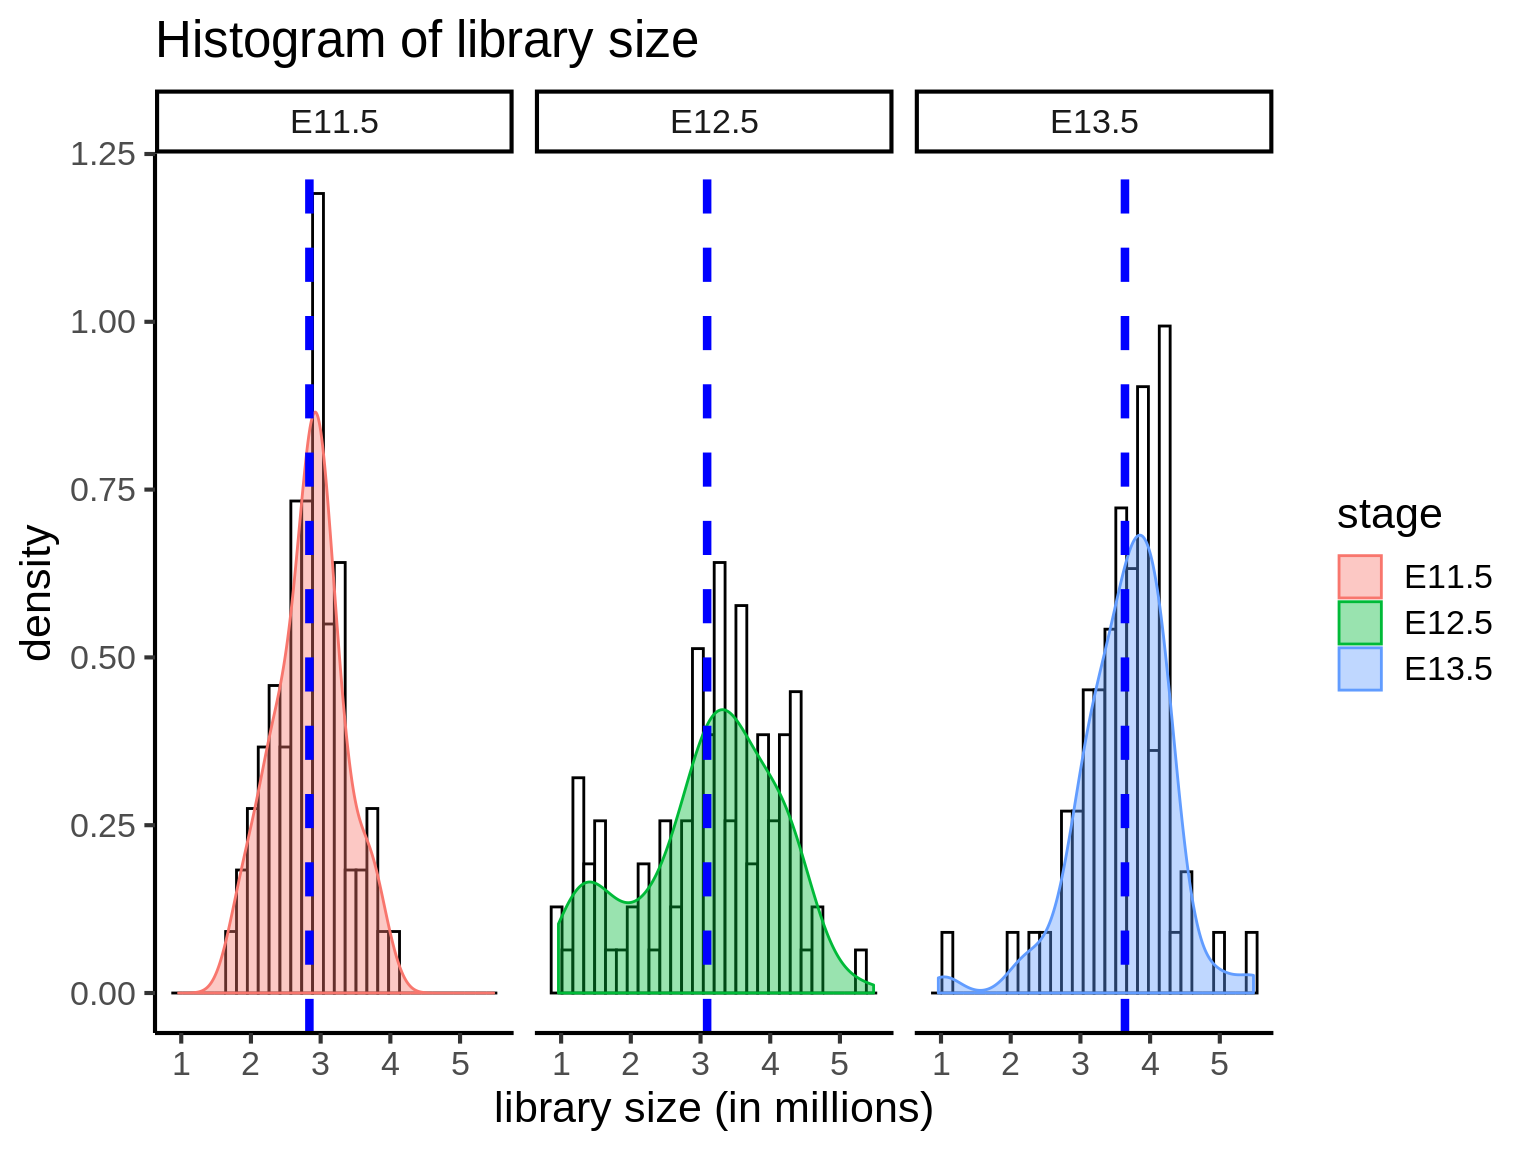 Histogram of library size
E11.5 E12.5 E13.5
1.25
1.00
0.75
0.50
0.25
0.00
density
1 2 3 4 5 1 2 3 4 5 1 2 3 4 5
library size (in millions)
stage
E11.5
E12.5
E13.5